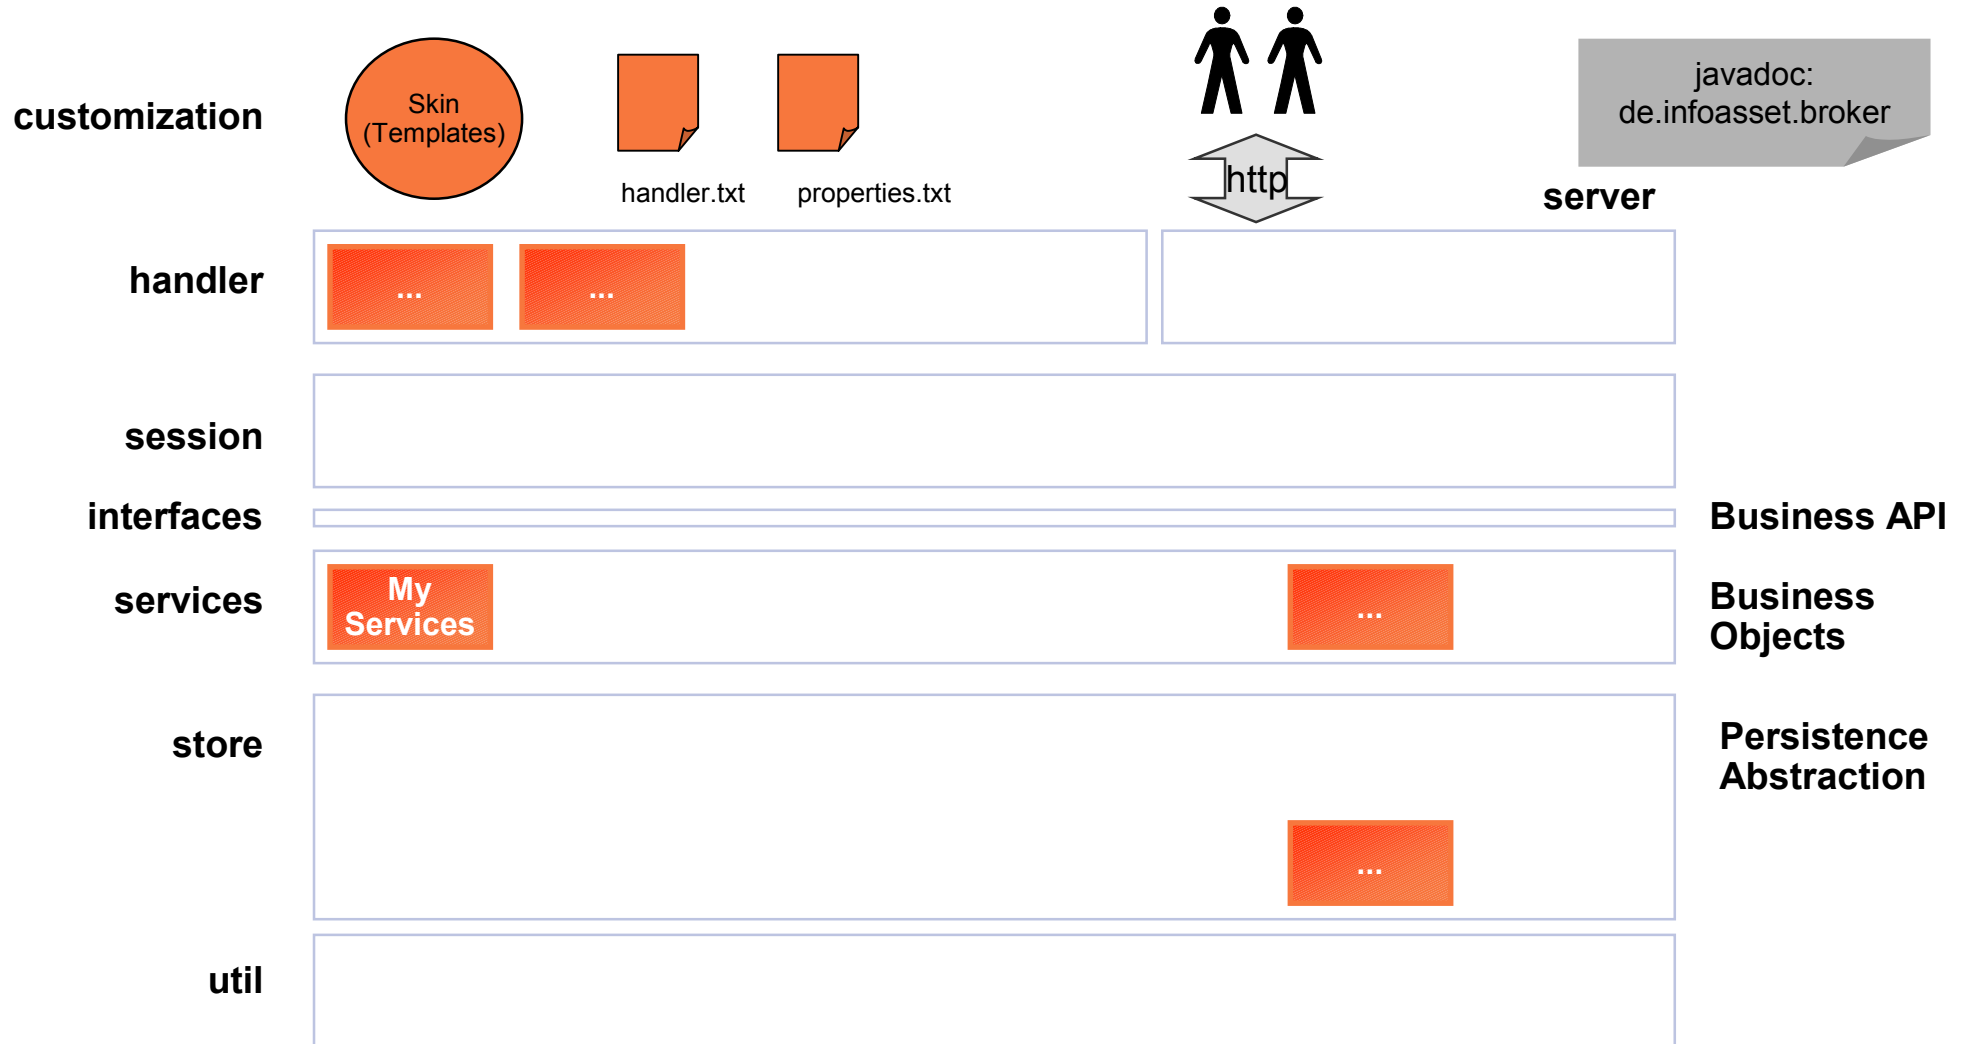 customization
Skin
(Templates)
handler.txt
properties.txt
http
javadoc:
de.infoasset.broker
server
handler
...
...
session
interfaces
Business API
services
My
Services
...
Business
Objects
store
Persistence
Abstraction
...
util